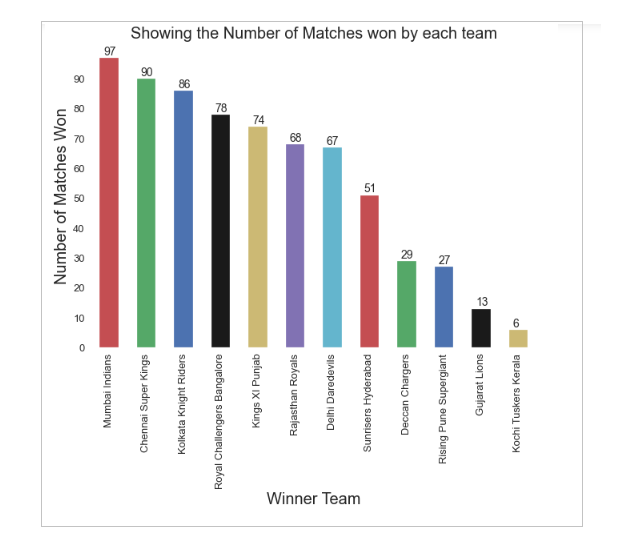 Showing the Number of Matches won by each team
Number of Matches Won
90
80
70
60
50
40
30
20
10
0
97
90
86
78
74
68
67
51
29
27
13
6
Mumbai Indians
Chennai Super Kings
Kolkata Knight Riders
Royal Challengers Bangalore
Kings XI Punjab
Rajasthan Royals
Delhi Daredevils
Sunrisers Hyderabad
Deccan Chargers
Rising Pune Supergiant
Gujarat Lions
Kochi Tuskers Kerala
Winner Team